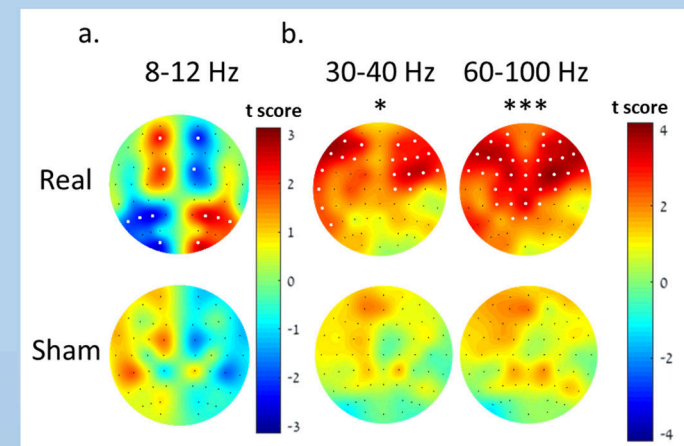 a.
b.
8-12 Hz
30-40 Hz
60-100 Hz
t score
*
***
t score
Real
Sham
3
2
1
0
-1
-2
-3
4
2
0
-2
-4